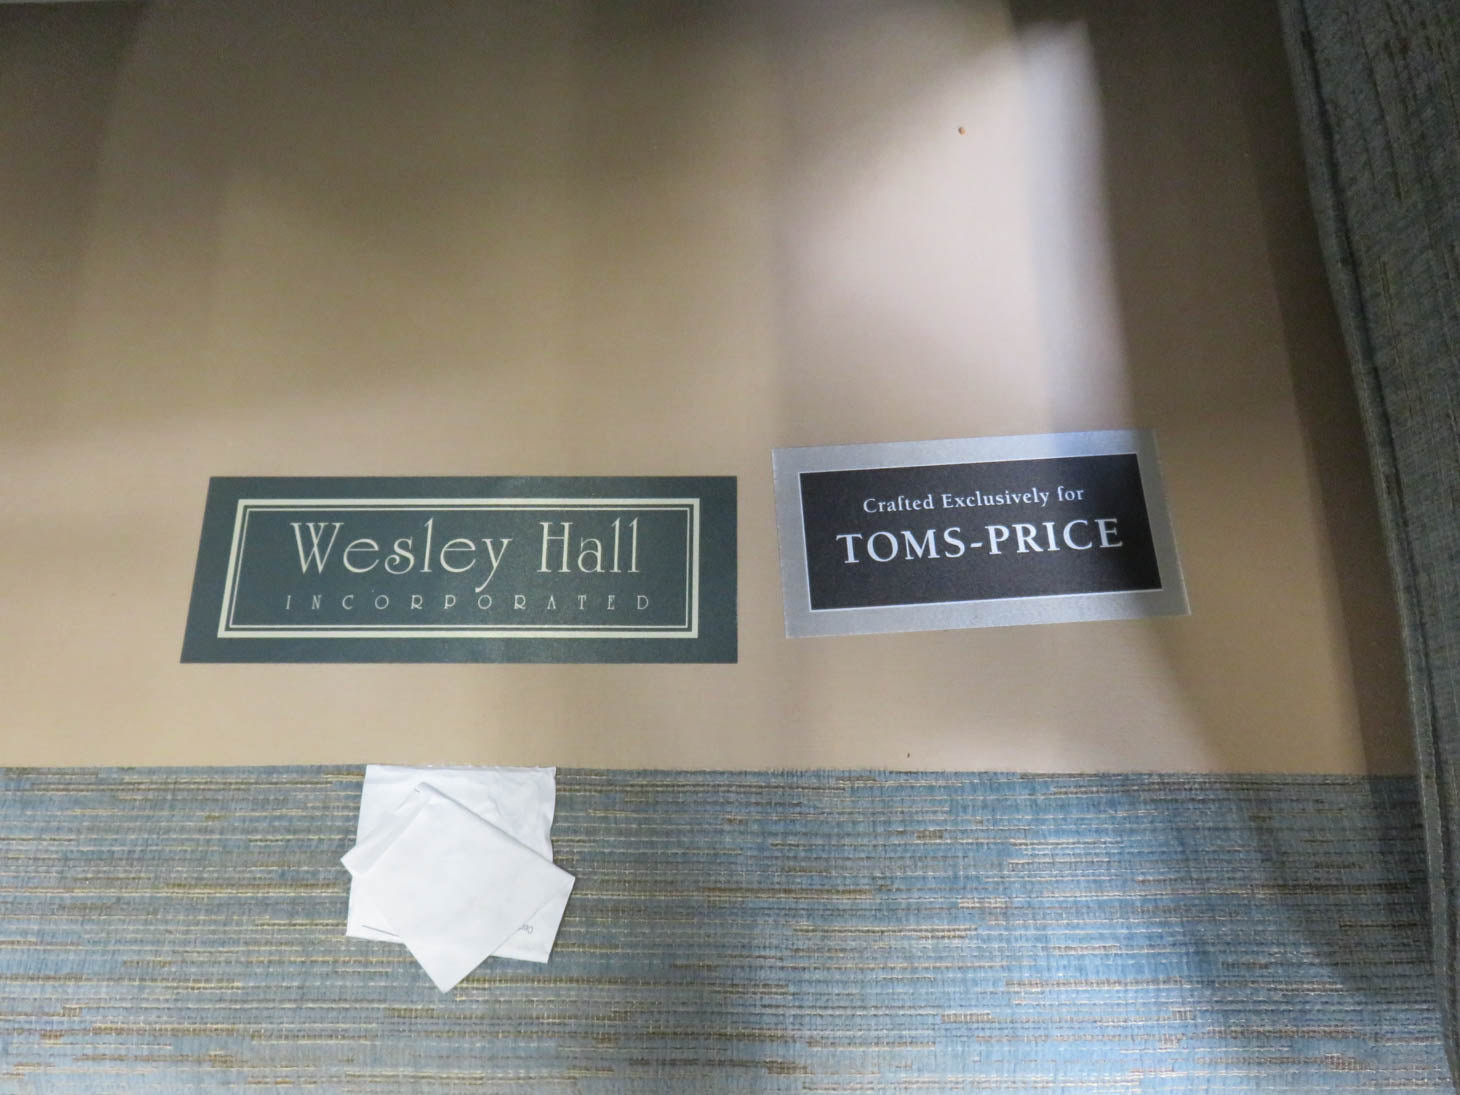 Wesley Hall
INCORPORATED
Crafted Exclusively for
TOMS-PRICE